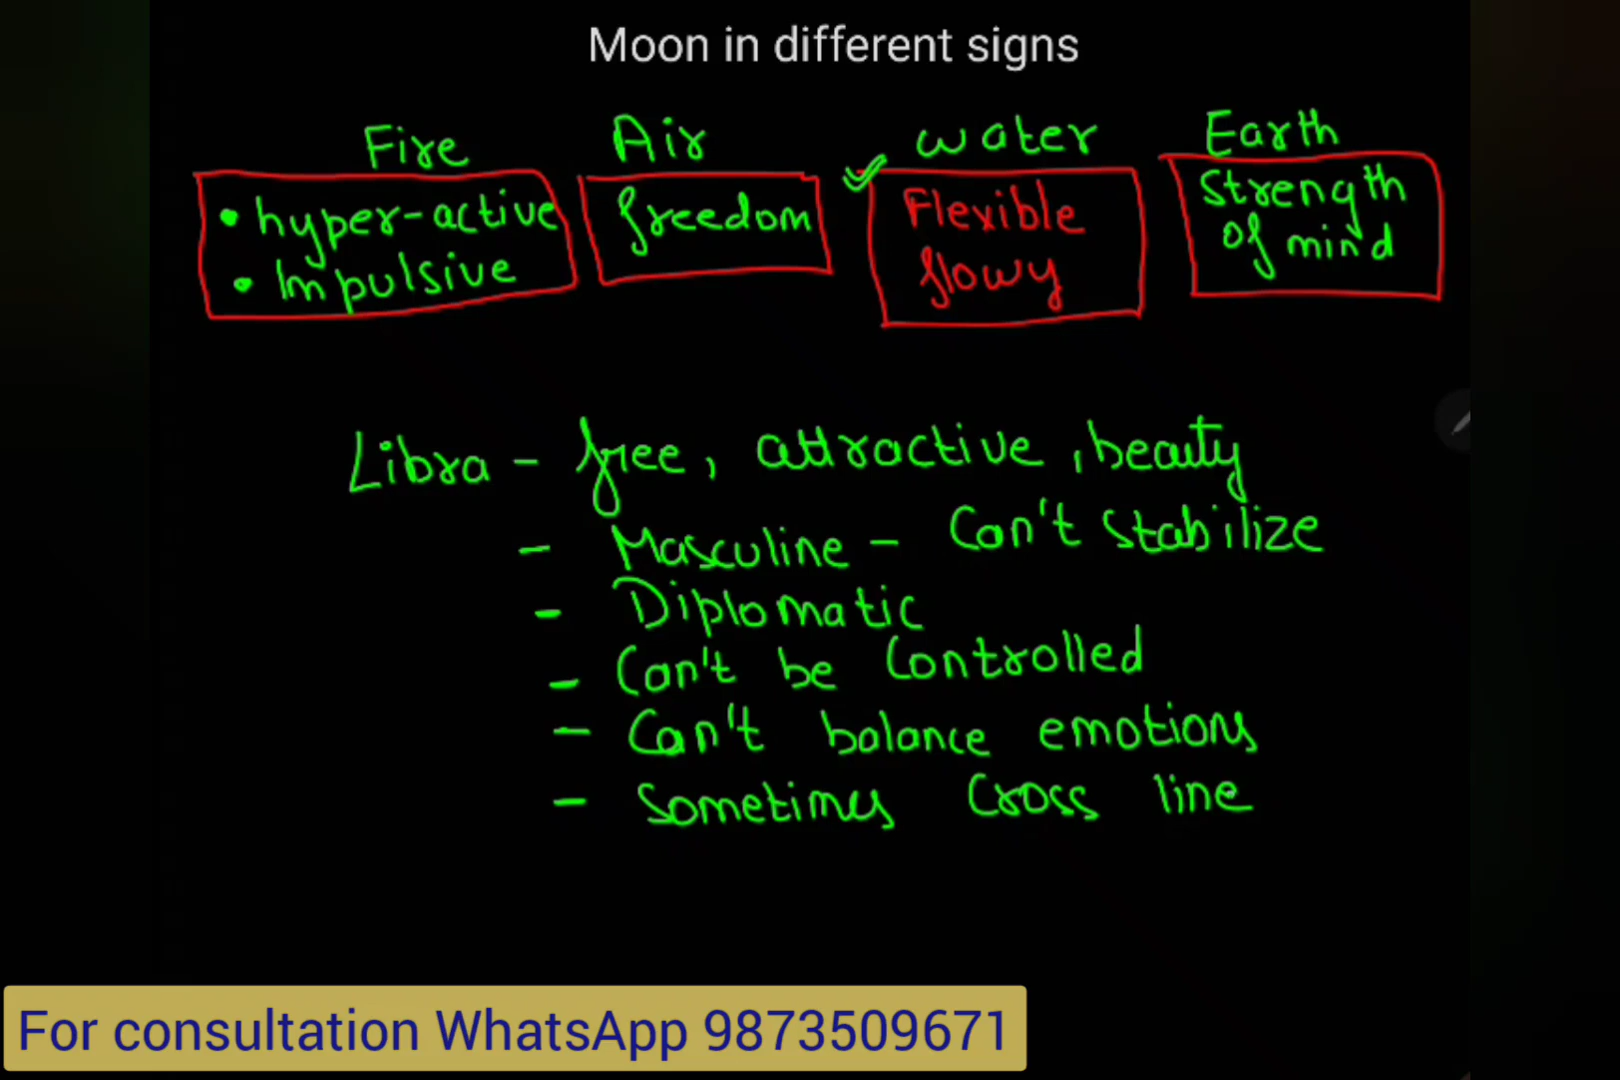 Moon in different signs
Fire Air Water Earth
• hyper-active
• Impulsive
freedom
Flexible
flowy
Strength
of mind
Libra - free, attractive, beauty
- Masculine - Can't stabilize
- Diplomatic
- Can't be Controlled
- Can't balance emotions
- Sometimes Cross line
For consultation WhatsApp 9873509671